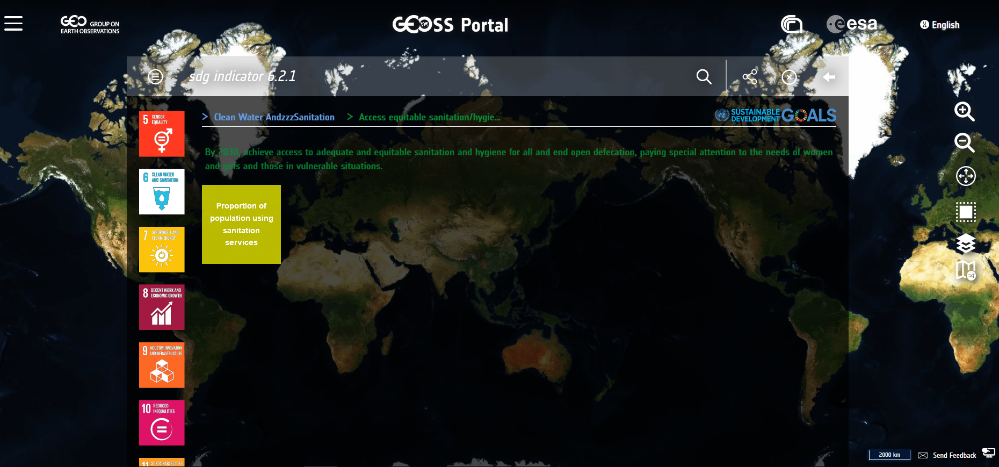 GEO GROUP ON
EARTH OBSERVATIONS
GEOSS Portal
esa
English
sdg indicator 6.2.1
> Clean Water AndzzzSanitation > Access equitable sanitation/hygie...
SUSTAINABLE
DEVELOPMENT GOALS
By 2030, achieve access to adequate and equitable sanitation and hygiene for all and end open defecation, paying special attention to the needs of women
and girls and those in vulnerable situations.
Proportion of
population using
sanitation
services
5 GENDER
EQUALITY
6 CLEAN WATER
AND SANITATION
7 AFFORDABLE AND
CLEAN ENERGY
8 DECENT WORK AND
ECONOMIC GROWTH
9 INDUSTRY, INNOVATION
AND INFRASTRUCTURE
10 REDUCED
INEQUALITIES
11 SUSTAINABLE CITIES
2000 km
Send Feedback